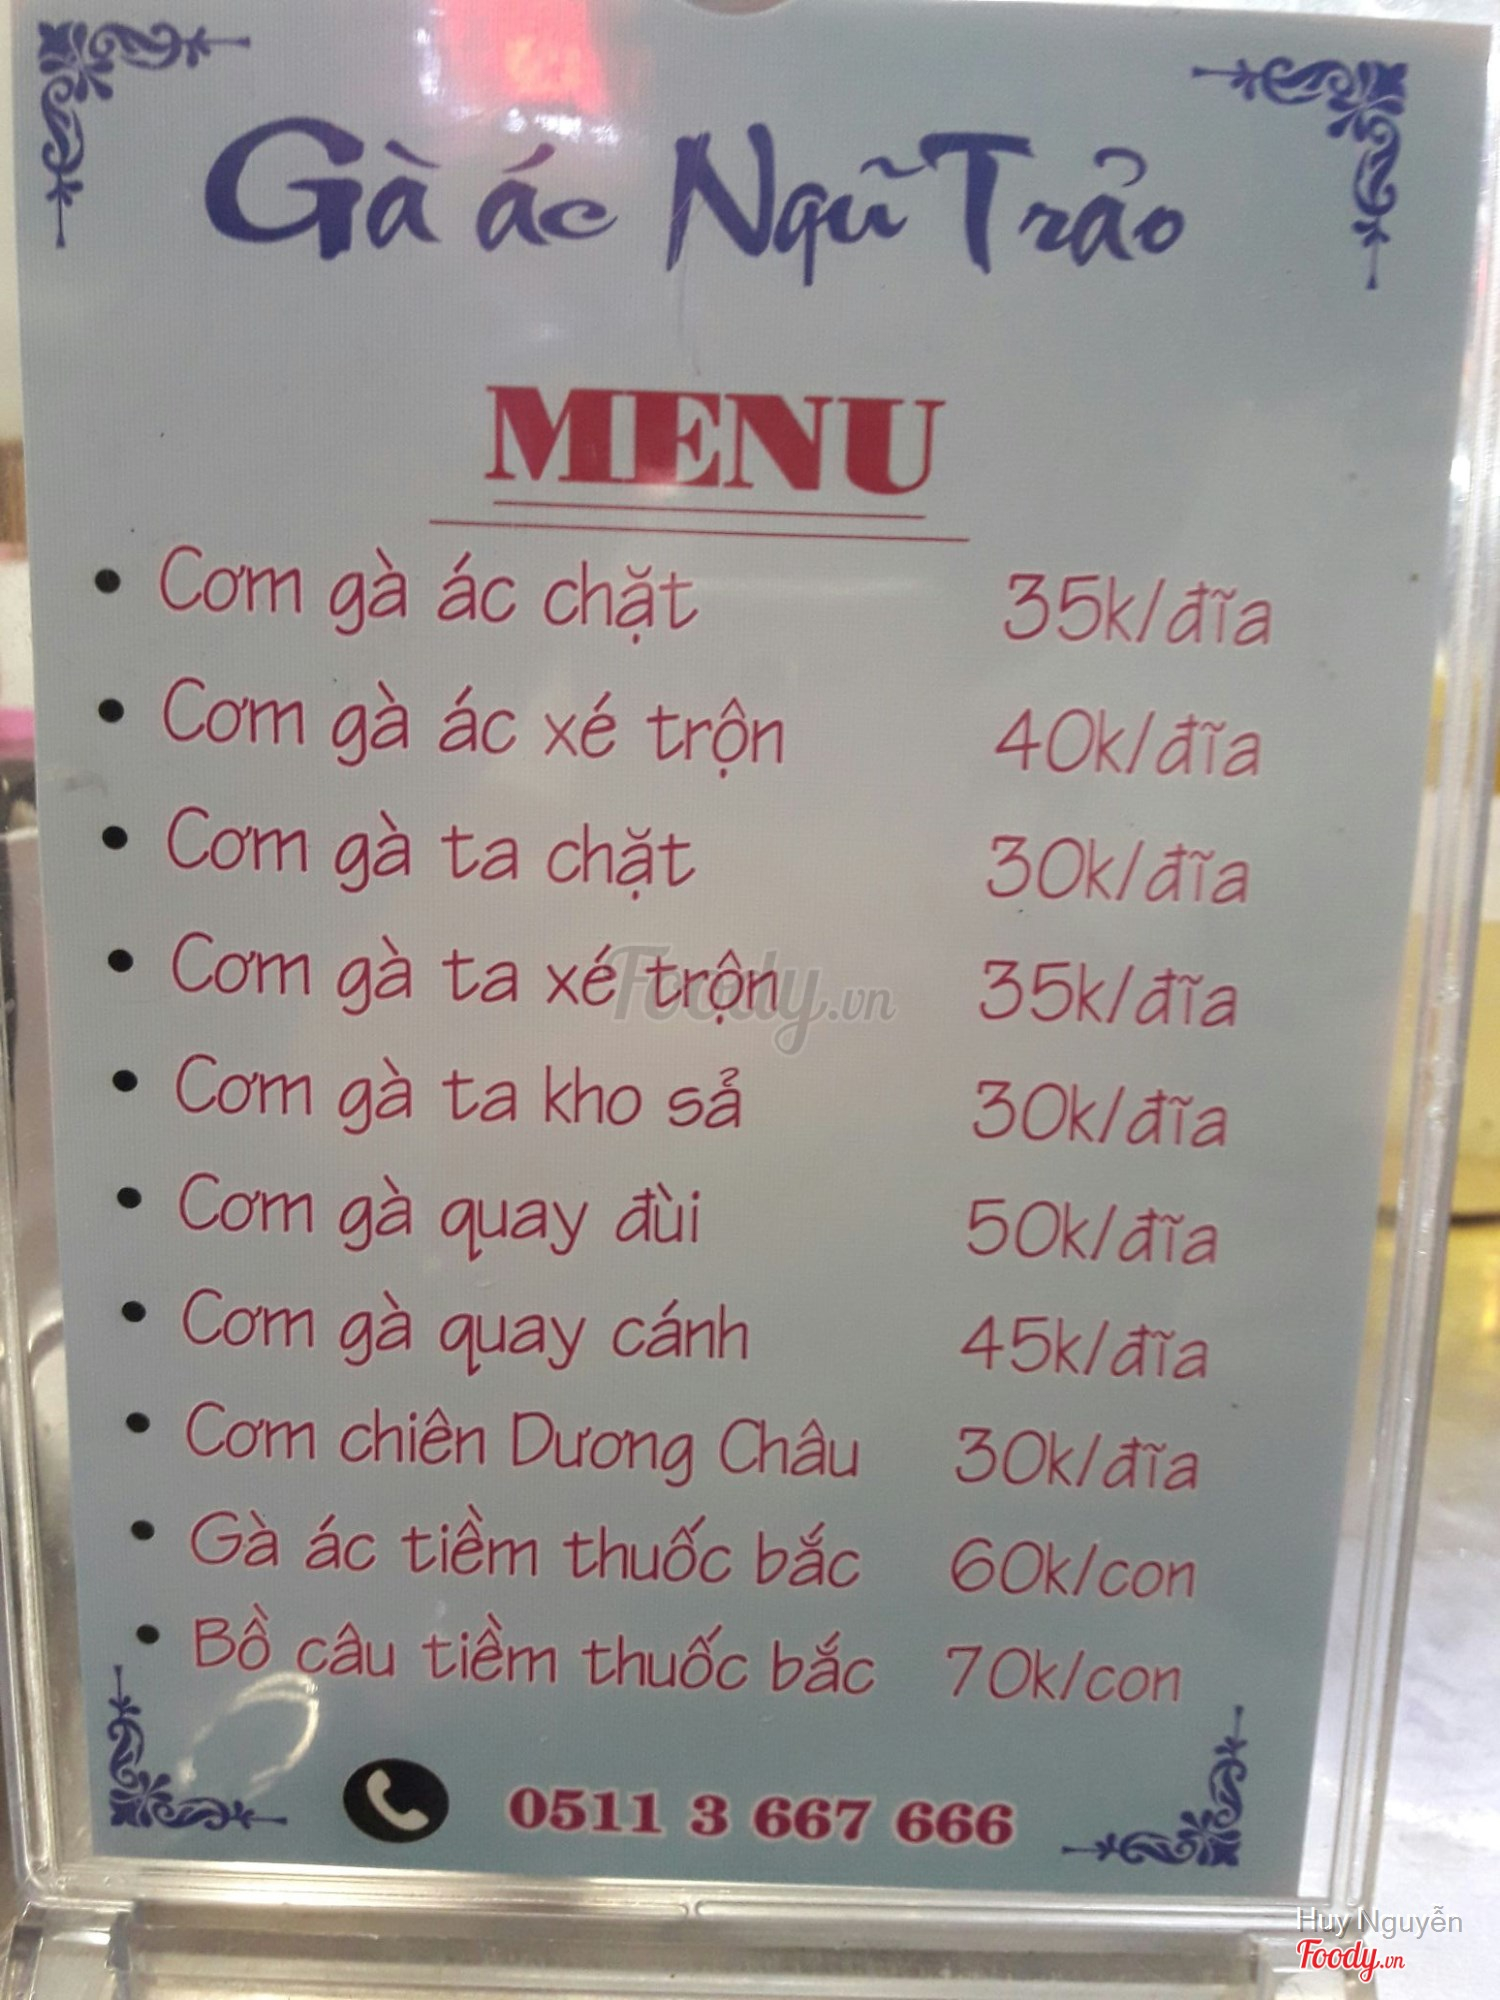 Gà ác Ngũ Trảo
MENU
• Cơm gà ác chặt 35k/đĩa
• Cơm gà ác xé trộn 40k/đĩa
• Cơm gà ta chặt 30k/đĩa
• Cơm gà ta xé trộn 35k/đĩa
• Cơm gà ta kho sả 30k/đĩa
• Cơm gà quay đùi 50k/đĩa
• Cơm gà quay cánh 45k/đĩa
• Cơm chiên Dương Châu 30k/đĩa
• Gà ác tiềm thuốc bắc 60k/con
• Bồ câu tiềm thuốc bắc 70k/con
0511 3 667 666
Foody.vn
Huy Nguyễn
Foody.vn